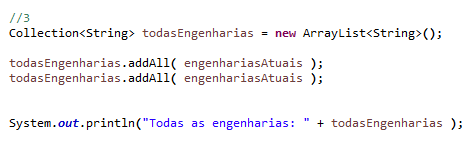 //3
Collection<String> todasEngenharias = new ArrayList<String>();
todasEngenharias.addAll( engenhariasAtuais );
todasEngenharias.addAll( engenhariasAtuais );
System.out.println("Todas as engenharias: " + todasEngenharias );